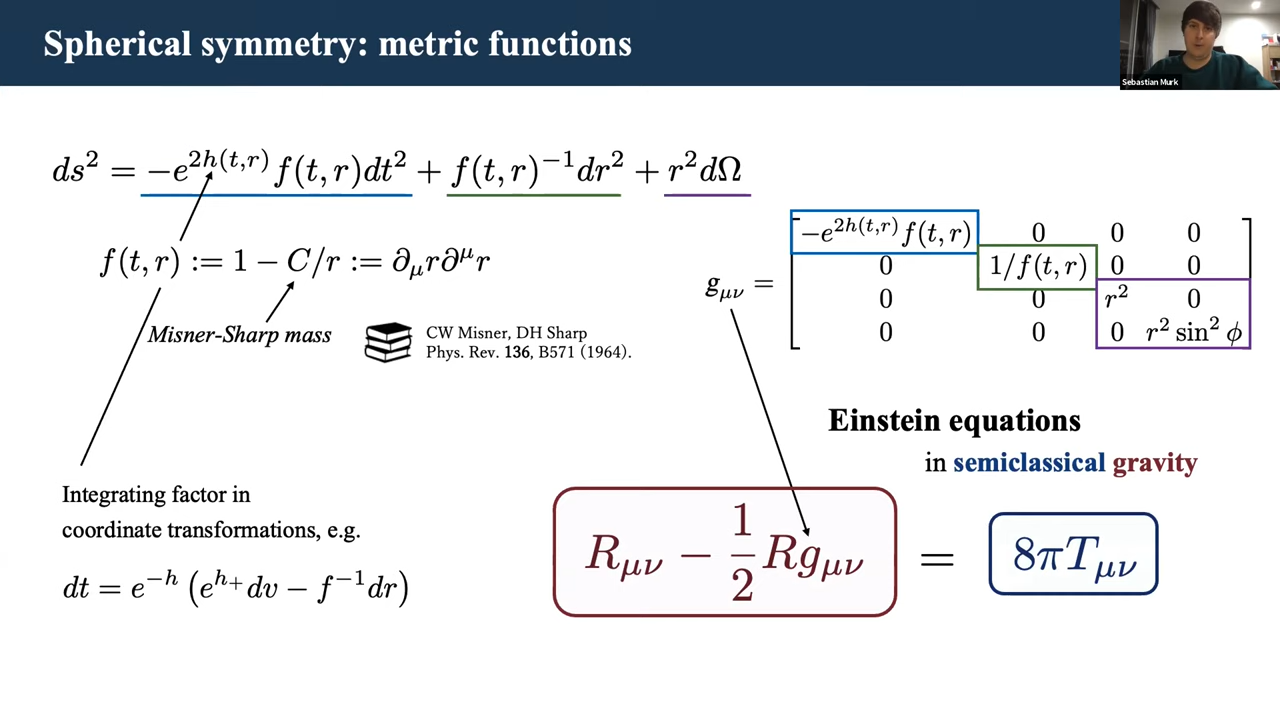 Spherical symmetry: metric functions
Sebastian Murk
ds² = −e^{2h(t,r)} f(t,r)dt² + f(t,r)^{−1}dr² + r²dΩ
f(t,r) := 1 − C/r := ∂_μ r∂^μ r
Misner-Sharp mass
CW Misner, DH Sharp
Phys. Rev. 136, B571 (1964).
g_{μν} =
−e^{2h(t,r)} f(t,r) 0 0 0
0 1/f(t,r) 0 0
0 0 r² 0
0 0 0 r² sin² ϕ
Einstein equations
in semiclassical gravity
Integrating factor in
coordinate transformations, e.g.
dt = e^{−h} (e^{h₊} dv − f^{−1}dr)
R_{μν} − 1/2 Rg_{μν} = 8πT_{μν}